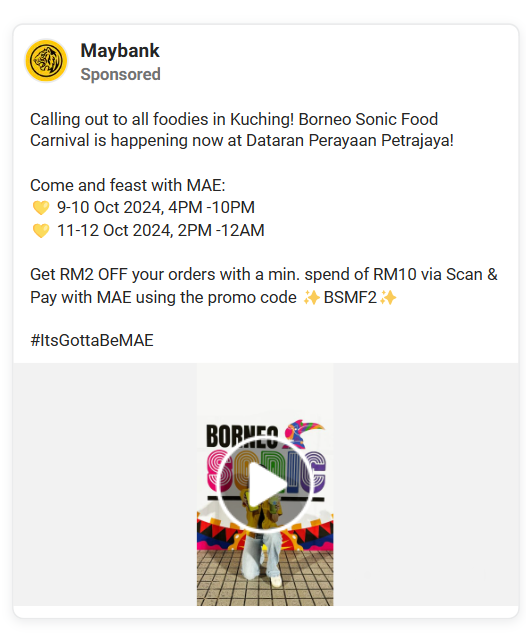 Maybank
Sponsored
Calling out to all foodies in Kuching! Borneo Sonic Food
Carnival is happening now at Dataran Perayaan Petrajaya!
Come and feast with MAE:
💛 9-10 Oct 2024, 4PM -10PM
💛 11-12 Oct 2024, 2PM -12AM
Get RM2 OFF your orders with a min. spend of RM10 via Scan &
Pay with MAE using the promo code ✨BSMF2✨
#ItsGottaBeMAE
BORNEO
SONIC